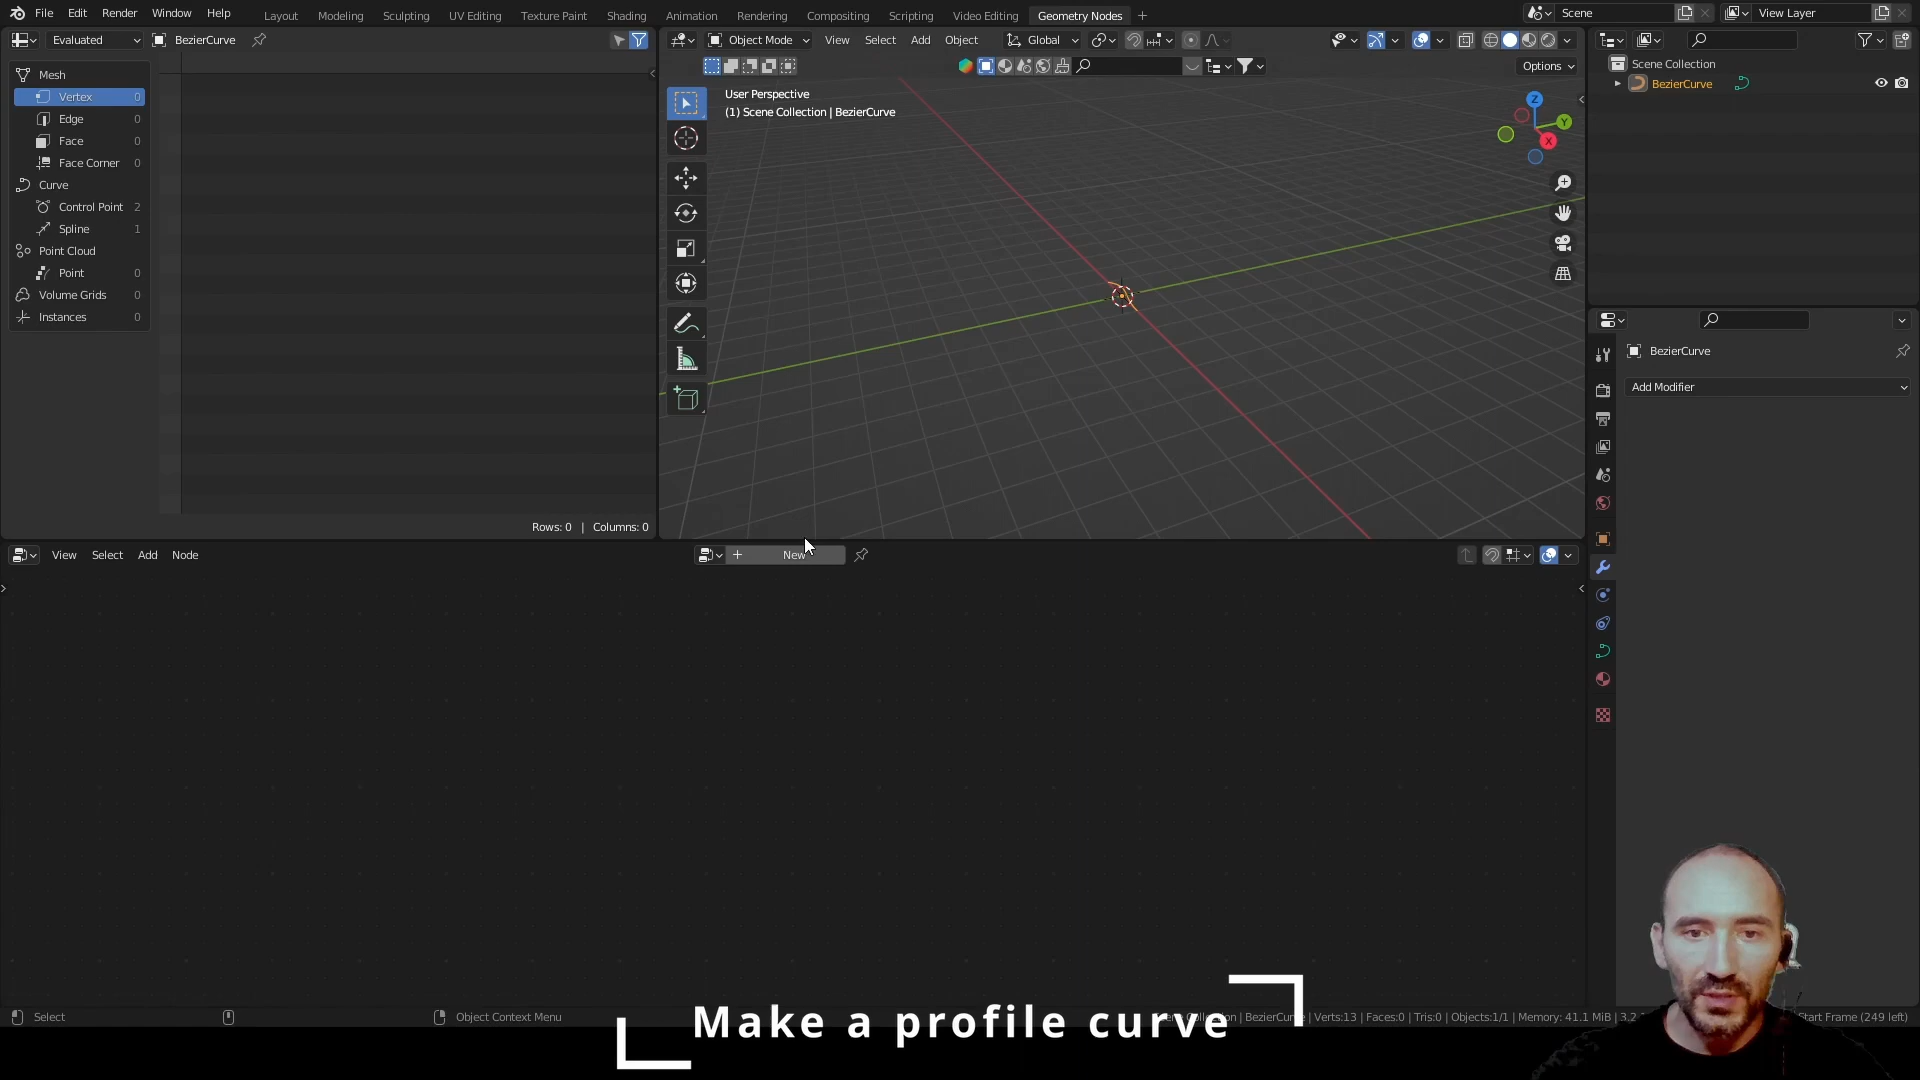 File Edit Render Window Help Layout Modeling Sculpting UV Editing Texture Paint Shading Animation Rendering Compositing Scripting Video Editing Geometry Nodes + Scene View Layer
Evaluated BezierCurve
Object Mode View Select Add Object Global
Options
Mesh
Vertex 0
Edge 0
Face 0
Face Corner 0
Curve
Control Point 2
Spline 1
Point Cloud
Point 0
Volume Grids 0
Instances 0
Rows: 0 | Columns: 0
User Perspective
(1) Scene Collection | BezierCurve
Z
Y
X
Scene Collection
BezierCurve
BezierCurve
Add Modifier
View Select Add Node
+ New
Select
Object Context Menu
Collection | BezierCurve | Verts:13 | Faces:0 | Tris:0 | Objects:1/1 | Memory: 41.1 MiB | 3.2
Start Frame (249 left)
Make a profile curve